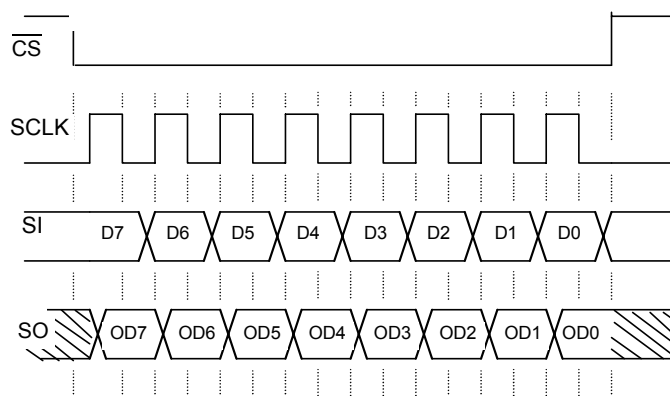 C̅S̅
SCLK
SI D7 D6 D5 D4 D3 D2 D1 D0
SO OD7 OD6 OD5 OD4 OD3 OD2 OD1 OD0